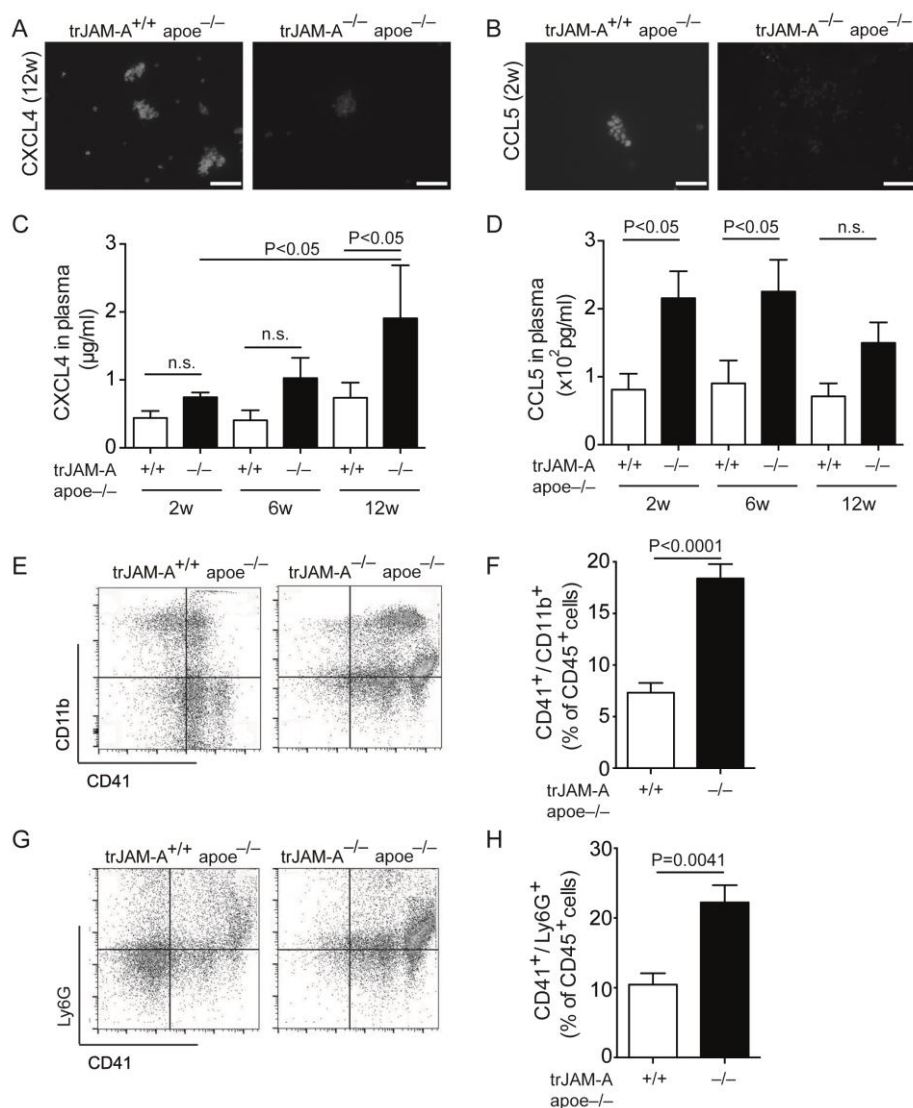 A
trJAM-A+/+ apoe–/–
trJAM-A–/– apoe–/–
CXCL4 (12w)
B
trJAM-A+/+ apoe–/–
trJAM-A–/– apoe–/–
CCL5 (2w)
C
CXCL4 in plasma
(µg/ml)
3
2
1
0
n.s.
n.s.
P<0.05
P<0.05
trJAM-A +/+ –/– +/+ –/– +/+ –/–
apoe–/–
2w 6w 12w
D
CCL5 in plasma
(x10² pg/ml)
3
2
1
0
P<0.05
P<0.05
n.s.
trJAM-A +/+ –/– +/+ –/– +/+ –/–
apoe–/–
2w 6w 12w
E
trJAM-A+/+ apoe–/–
trJAM-A–/– apoe–/–
CD11b
CD41
F
CD41+/ CD11b+
(% of CD45+cells)
20
15
10
5
0
P<0.0001
trJAM-A +/+ –/–
apoe–/–
G
trJAM-A+/+ apoe–/–
trJAM-A–/– apoe–/–
Ly6G
CD41
H
CD41+/ Ly6G+
(% of CD45+cells)
30
20
10
0
P=0.0041
trJAM-A +/+ –/–
apoe–/–